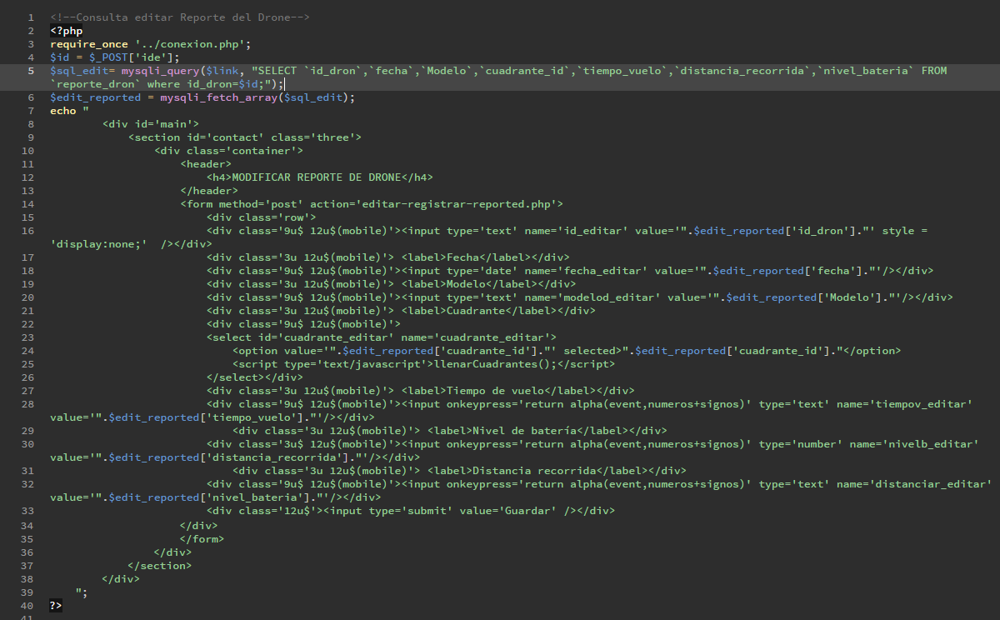 1 <!--Consulta editar Reporte del Drone-->
2 <?php
3 require_once '../conexion.php';
4 $id = $_POST['ide'];
5 $sql_edit= mysqli_query($link, "SELECT `id_dron`,`fecha`,`Modelo`,`cuadrante_id`,`tiempo_vuelo`,`distancia_recorrida`,`nivel_bateria` FROM
`reporte_dron` where id_dron=$id;");
6 $edit_reported = mysqli_fetch_array($sql_edit);
7 echo "
8 <div id='main'>
9 <section id='contact' class='three'>
10 <div class='container'>
11 <header>
12 <h4>MODIFICAR REPORTE DE DRONE</h4>
13 </header>
14 <form method='post' action='editar-registrar-reported.php'>
15 <div class='row'>
16 <div class='9u$ 12u$(mobile)'><input type='text' name='id_editar' value='".$edit_reported['id_dron']."' style =
'display:none;'  /></div>
17 <div class='3u 12u$(mobile)'> <label>Fecha</label></div>
18 <div class='9u$ 12u$(mobile)'><input type='date' name='fecha_editar' value='".$edit_reported['fecha']."'/></div>
19 <div class='3u 12u$(mobile)'> <label>Modelo</label></div>
20 <div class='9u$ 12u$(mobile)'><input type='text' name='modelod_editar' value='".$edit_reported['Modelo']."'/></div>
21 <div class='3u 12u$(mobile)'> <label>Cuadrante</label></div>
22 <div class='9u$ 12u$(mobile)'>
23 <select id='cuadrante_editar' name='cuadrante_editar'>
24 <option value='".$edit_reported['cuadrante_id']."' selected>".$edit_reported['cuadrante_id']."</option>
25 <script type='text/javascript'>llenarCuadrantes();</script>
26 </select></div>
27 <div class='3u 12u$(mobile)'> <label>Tiempo de vuelo</label></div>
28 <div class='9u$ 12u$(mobile)'><input onkeypress='return alpha(event,numeros+signos)' type='text' name='tiempov_editar'
value='".$edit_reported['tiempo_vuelo']."'/></div>
29 <div class='3u 12u$(mobile)'> <label>Nivel de batería</label></div>
30 <div class='3u$ 12u$(mobile)'><input onkeypress='return alpha(event,numeros+signos)' type='number' name='nivelb_editar'
value='".$edit_reported['distancia_recorrida']."'/></div>
31 <div class='3u 12u$(mobile)'> <label>Distancia recorrida</label></div>
32 <div class='9u$ 12u$(mobile)'><input onkeypress='return alpha(event,numeros+signos)' type='text' name='distanciar_editar'
value='".$edit_reported['nivel_bateria']."'/></div>
33 <div class='12u$'><input type='submit' value='Guardar' /></div>
34 </div>
35 </form>
36 </div>
37 </section>
38 </div>
39 ";
40 ?>
41